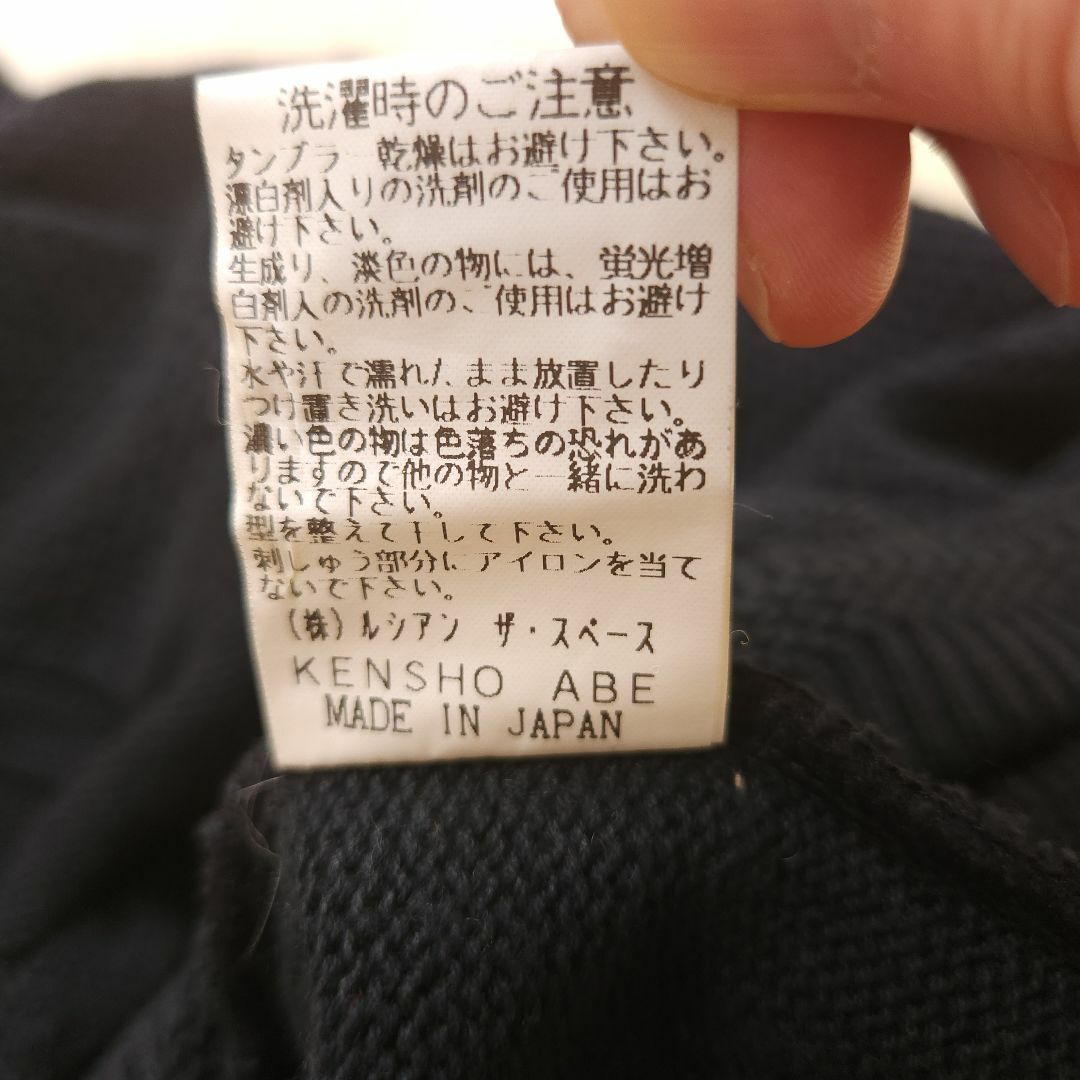 洗濯時のご注意
タンブラー乾燥はお避け下さい。
漂白剤入りの洗剤のご使用はお
避け下さい。
生成り、淡色の物には、蛍光増
白剤入の洗剤のご使用はお避け
下さい。
水や汗で濡れたまま放置したり
つけ置き洗いはお避け下さい。
濃い色の物は色落ちの恐れがあ
りますので他の物と一緒に洗わ
ないで下さい。
型を整えて干して下さい。
刺しゅう部分にアイロンを当て
ないで下さい。
(株)ルシアン ザ・スペース
KENSHO ABE
MADE IN JAPAN